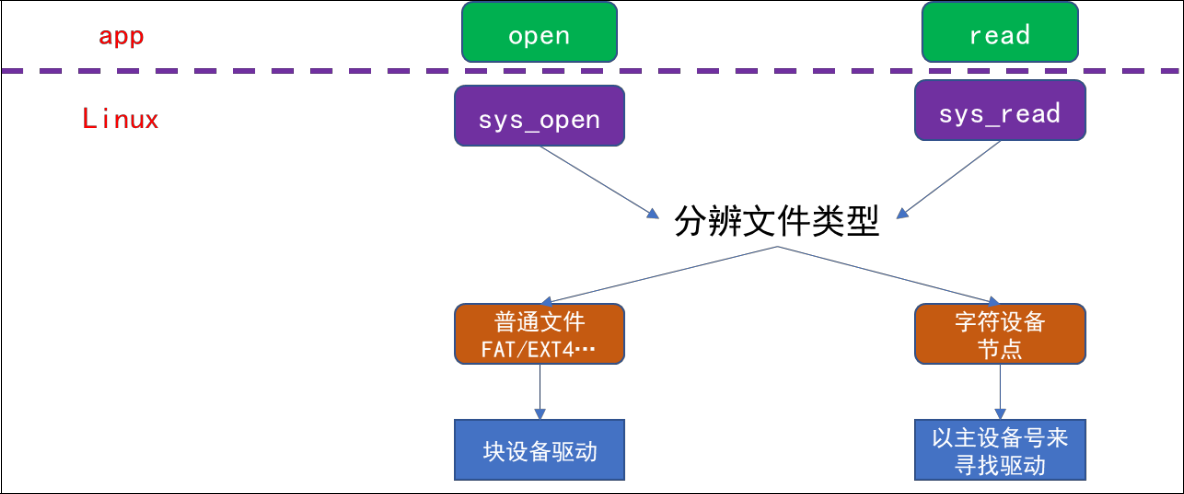 app
open
read
Linux
sys_open
sys_read
分辨文件类型
普通文件
FAT/EXT4…
字符设备
节点
块设备驱动
以主设备号来
寻找驱动